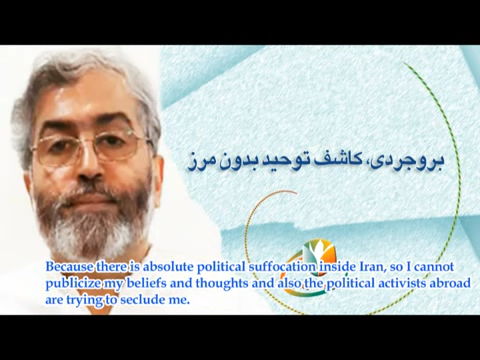 بروجردی، کاشف توحید بدون مرز
Because there is absolute political suffocation inside Iran, so I cannot
publicize my beliefs and thoughts and also the political activists abroad
are trying to seclude me.